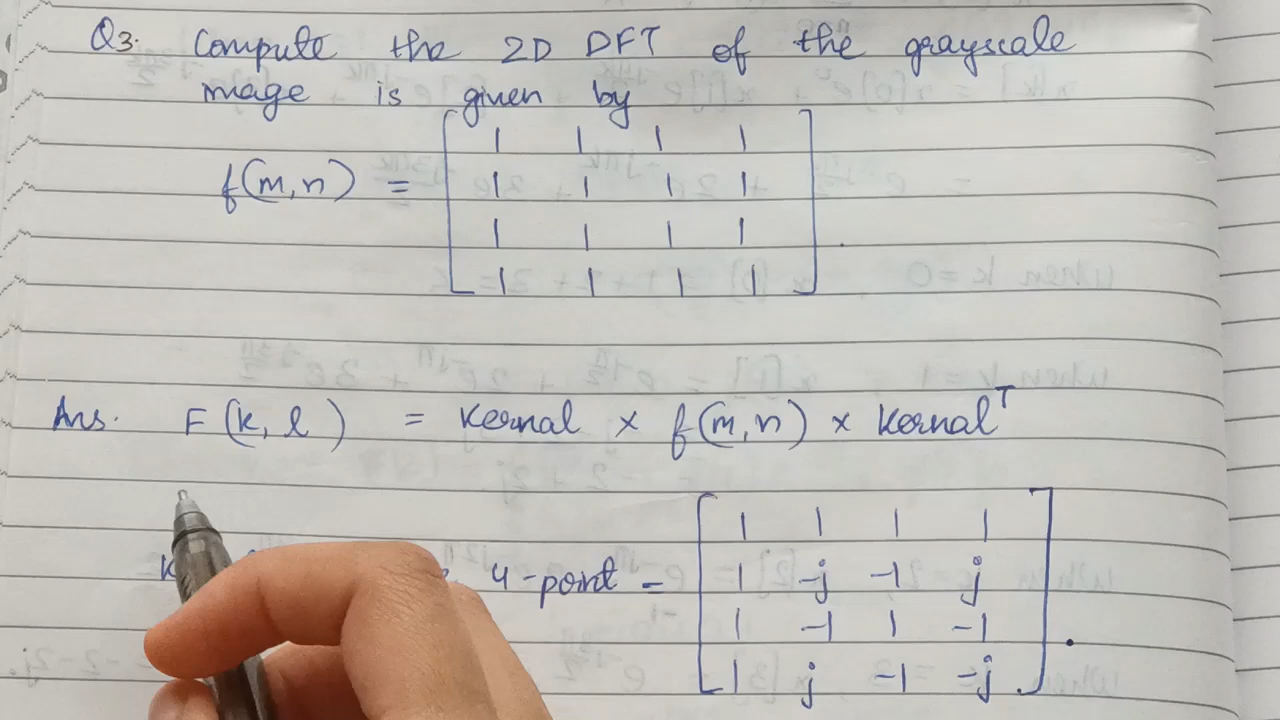 Q3. Compute the 2D DFT of the grayscale
image is given by
f(m,n) = [ 1 1 1 1
1 1 1 1
1 1 1 1
1 1 1 1 ].
Ans. F(k,l) = Kernal × f(m,n) × Kernal^T
4-point = [ 1 1 1 1
1 -j -1 j
1 -1 1 -1
1 j -1 -j ].